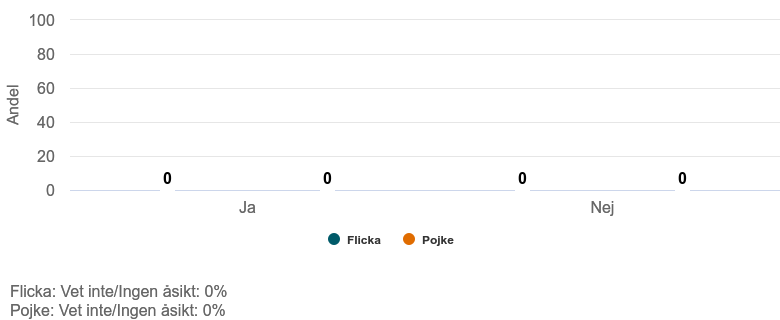 100
80
60
40
20
0
Andel
0 0 0 0
Ja Nej
Flicka Pojke
Flicka: Vet inte/Ingen åsikt: 0%
Pojke: Vet inte/Ingen åsikt: 0%